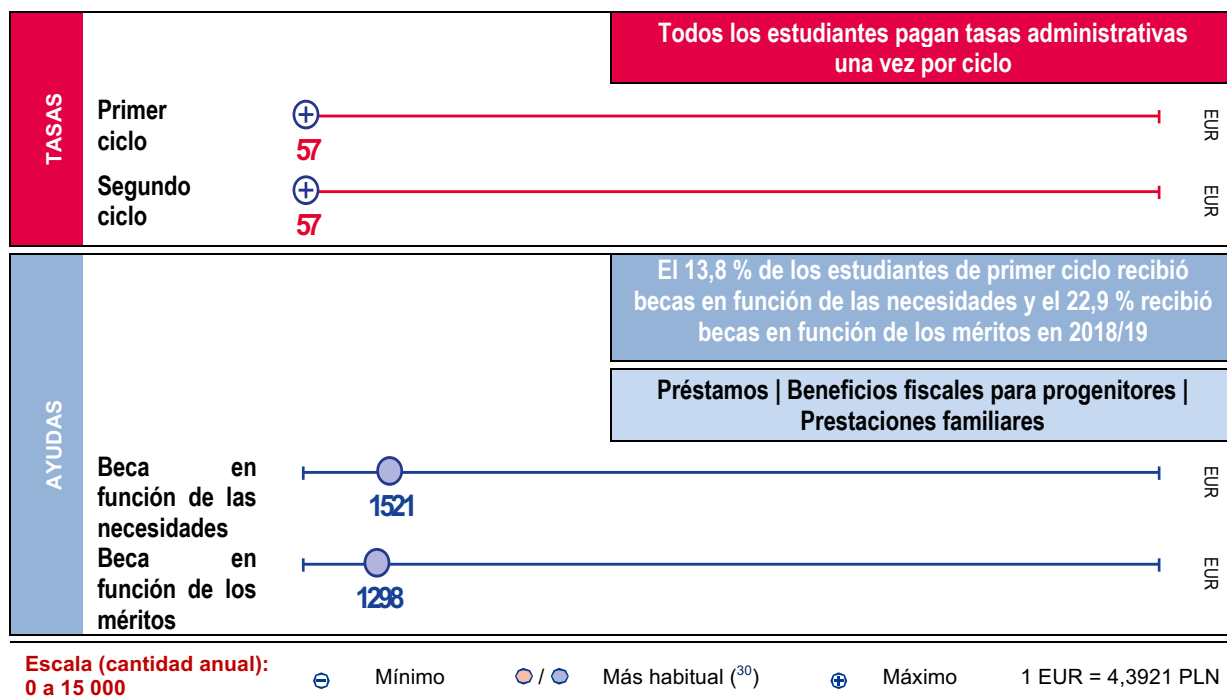 TASAS
Todos los estudiantes pagan tasas administrativas
una vez por ciclo
Primer
ciclo
57
EUR
Segundo
ciclo
57
EUR
AYUDAS
El 13,8 % de los estudiantes de primer ciclo recibió
becas en función de las necesidades y el 22,9 % recibió
becas en función de los méritos en 2018/19
Préstamos | Beneficios fiscales para progenitores |
Prestaciones familiares
Beca en
función de las
necesidades
1521
EUR
Beca en
función de los
méritos
1298
EUR
Escala (cantidad anual):
0 a 15 000
Mínimo
/
Más habitual (³⁰)
Máximo
1 EUR = 4,3921 PLN